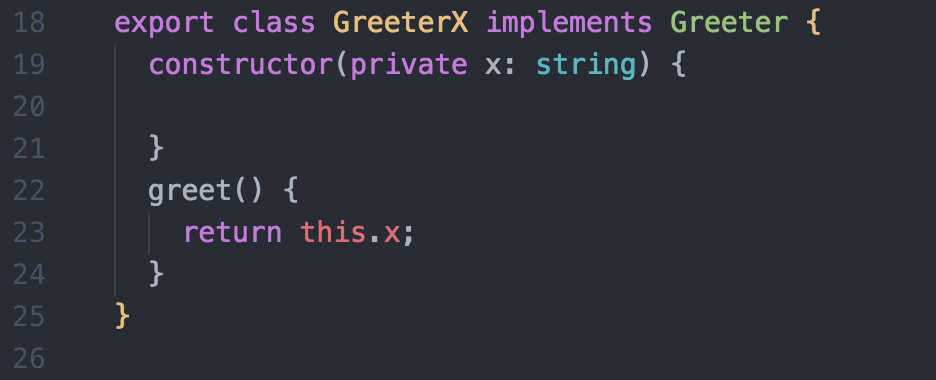 18 export class GreeterX implements Greeter {
19 constructor(private x: string) {
20
21 }
22 greet() {
23 return this.x;
24 }
25 }
26